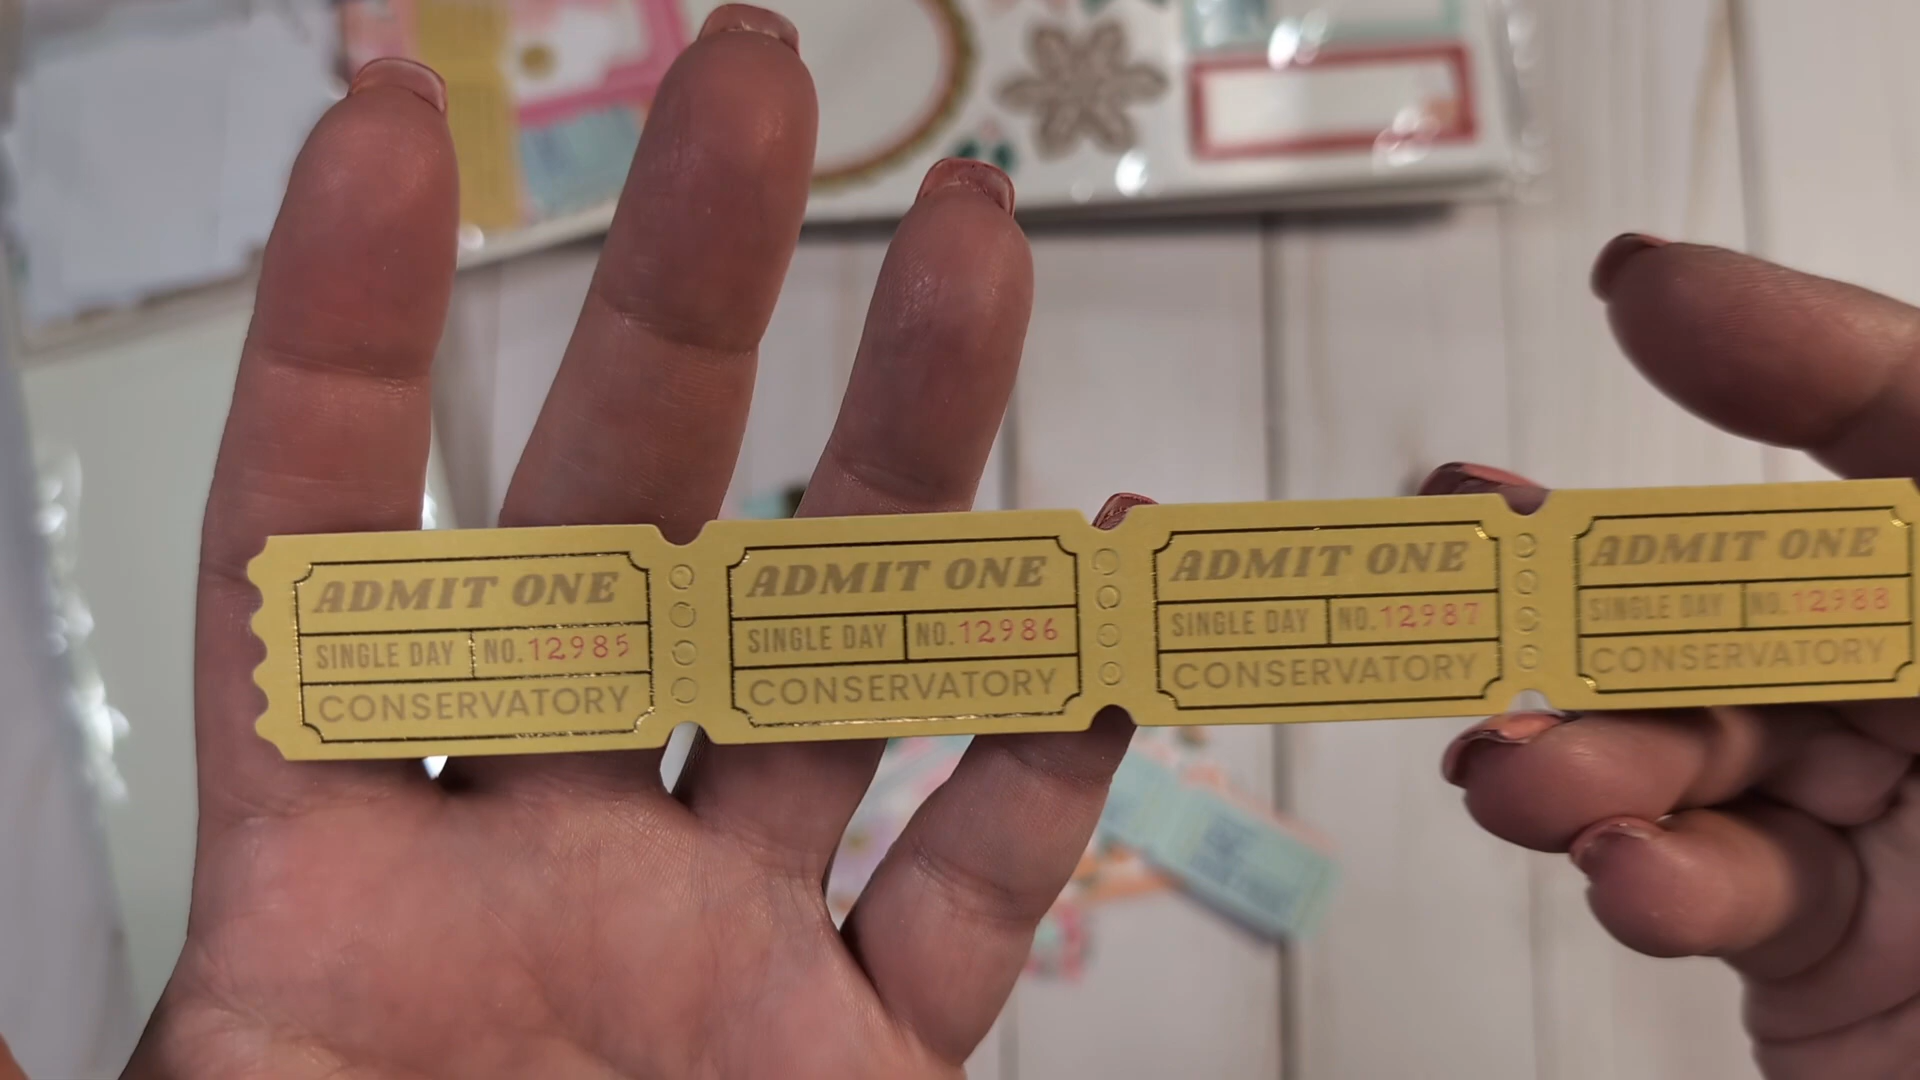 ADMIT ONE
SINGLE DAY NO.12985
CONSERVATORY
ADMIT ONE
SINGLE DAY NO.12986
CONSERVATORY
ADMIT ONE
SINGLE DAY NO.12987
CONSERVATORY
ADMIT ONE
SINGLE DAY NO.12988
CONSERVATORY